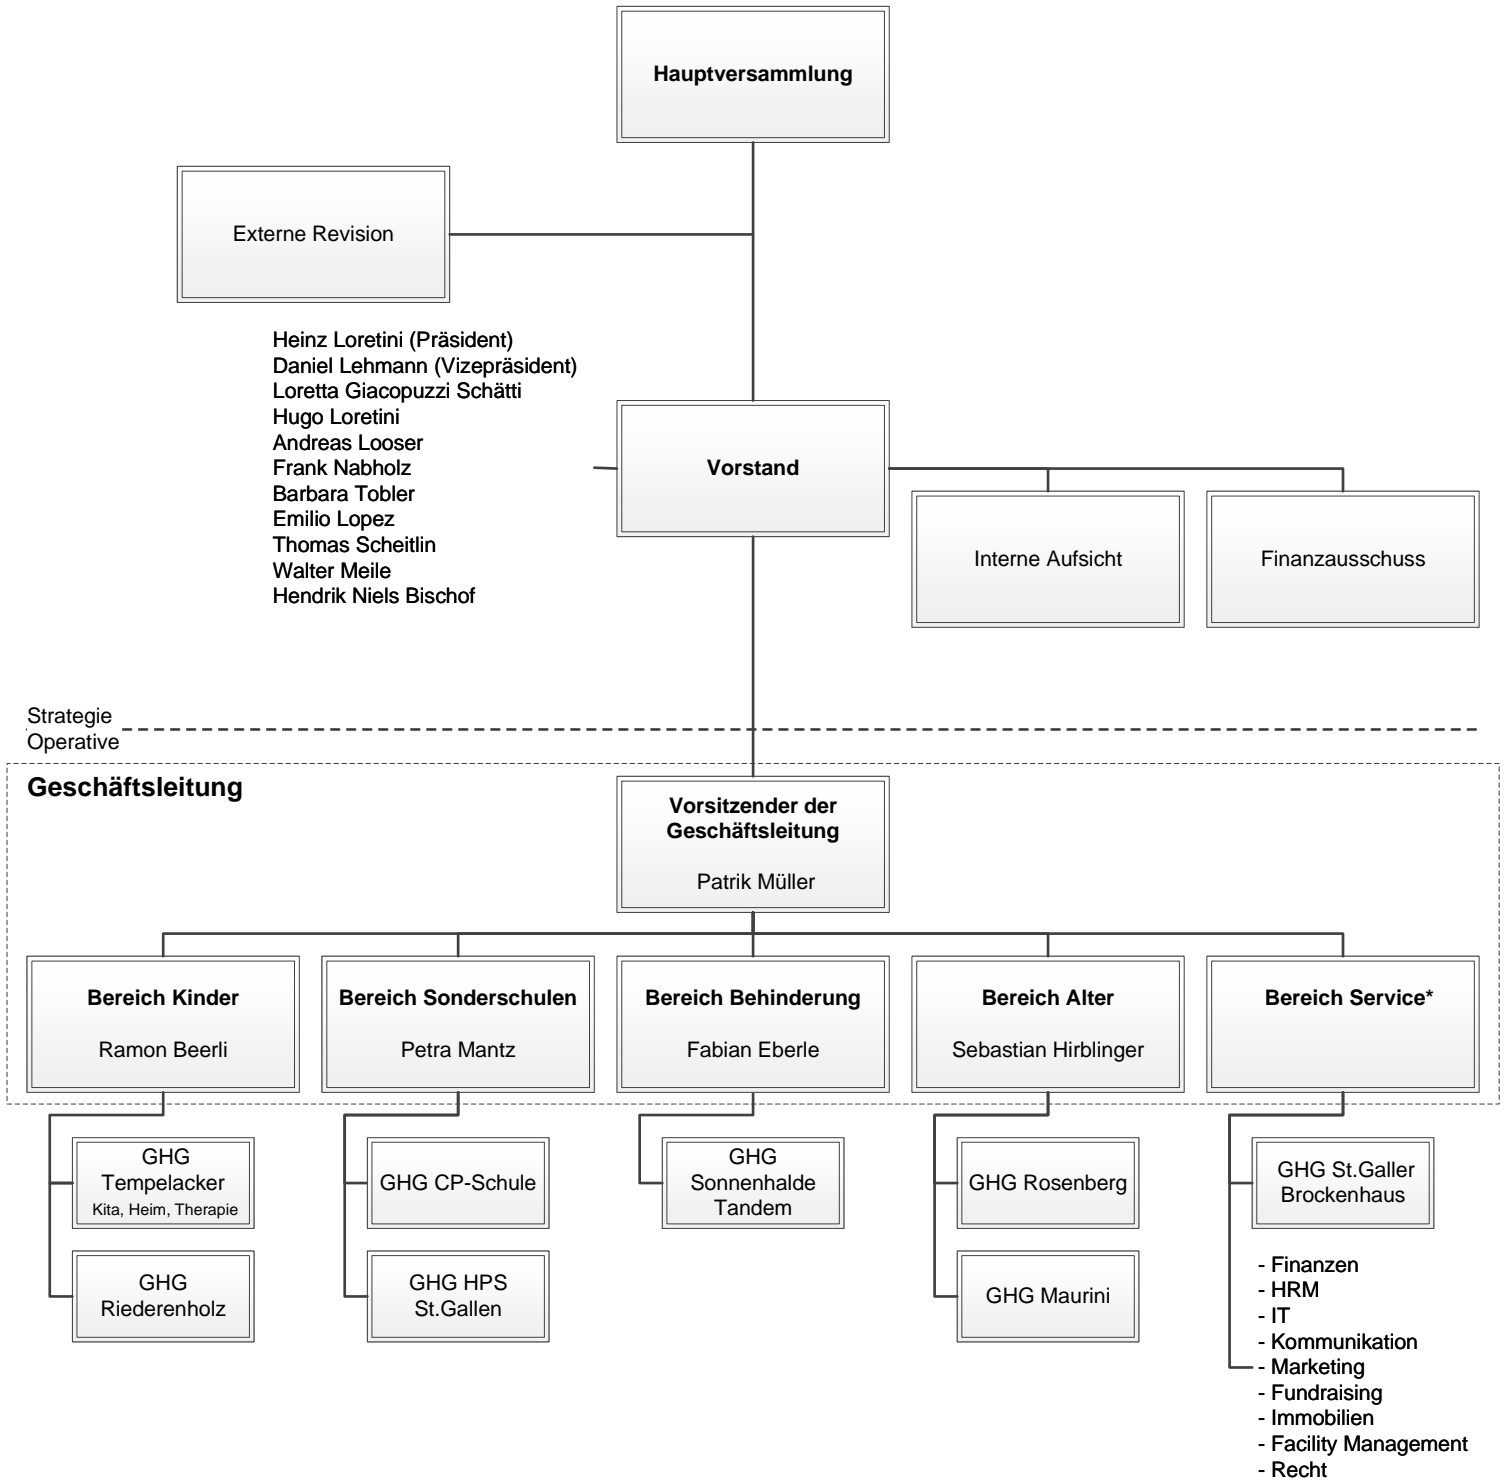 Hauptversammlung
Externe Revision
Heinz Loretini (Präsident)
Daniel Lehmann (Vizepräsident)
Loretta Giacopuzzi Schätti
Hugo Loretini
Andreas Looser
Frank Nabholz
Barbara Tobler
Emilio Lopez
Thomas Scheitlin
Walter Meile
Hendrik Niels Bischof
Vorstand
Interne Aufsicht
Finanzausschuss
Strategie
Operative
Geschäftsleitung
Vorsitzender der
Geschäftsleitung
Patrik Müller
Bereich Kinder
Ramon Beerli
Bereich Sonderschulen
Petra Mantz
Bereich Behinderung
Fabian Eberle
Bereich Alter
Sebastian Hirblinger
Bereich Service*
GHG
Tempelacker
Kita, Heim, Therapie
GHG
Riederenholz
GHG CP-Schule
GHG HPS
St.Gallen
GHG
Sonnenhalde
Tandem
GHG Rosenberg
GHG Maurini
GHG St.Galler
Brockenhaus
- Finanzen
- HRM
- IT
- Kommunikation
- Marketing
- Fundraising
- Immobilien
- Facility Management
- Recht